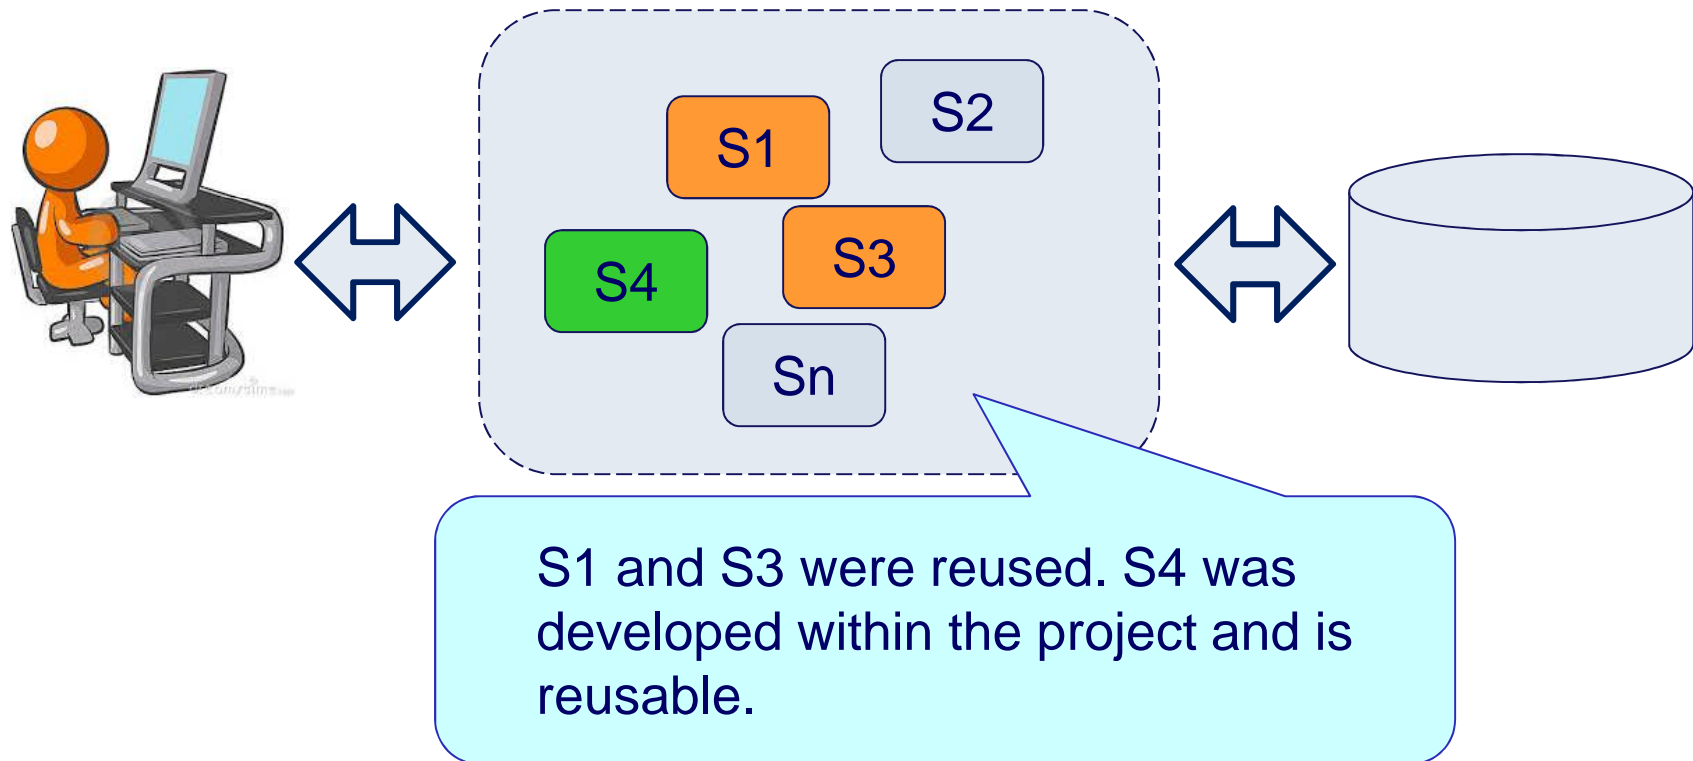 S2
S1
S3
S4
Sn
S1 and S3 were reused. S4 was
developed within the project and is
reusable.